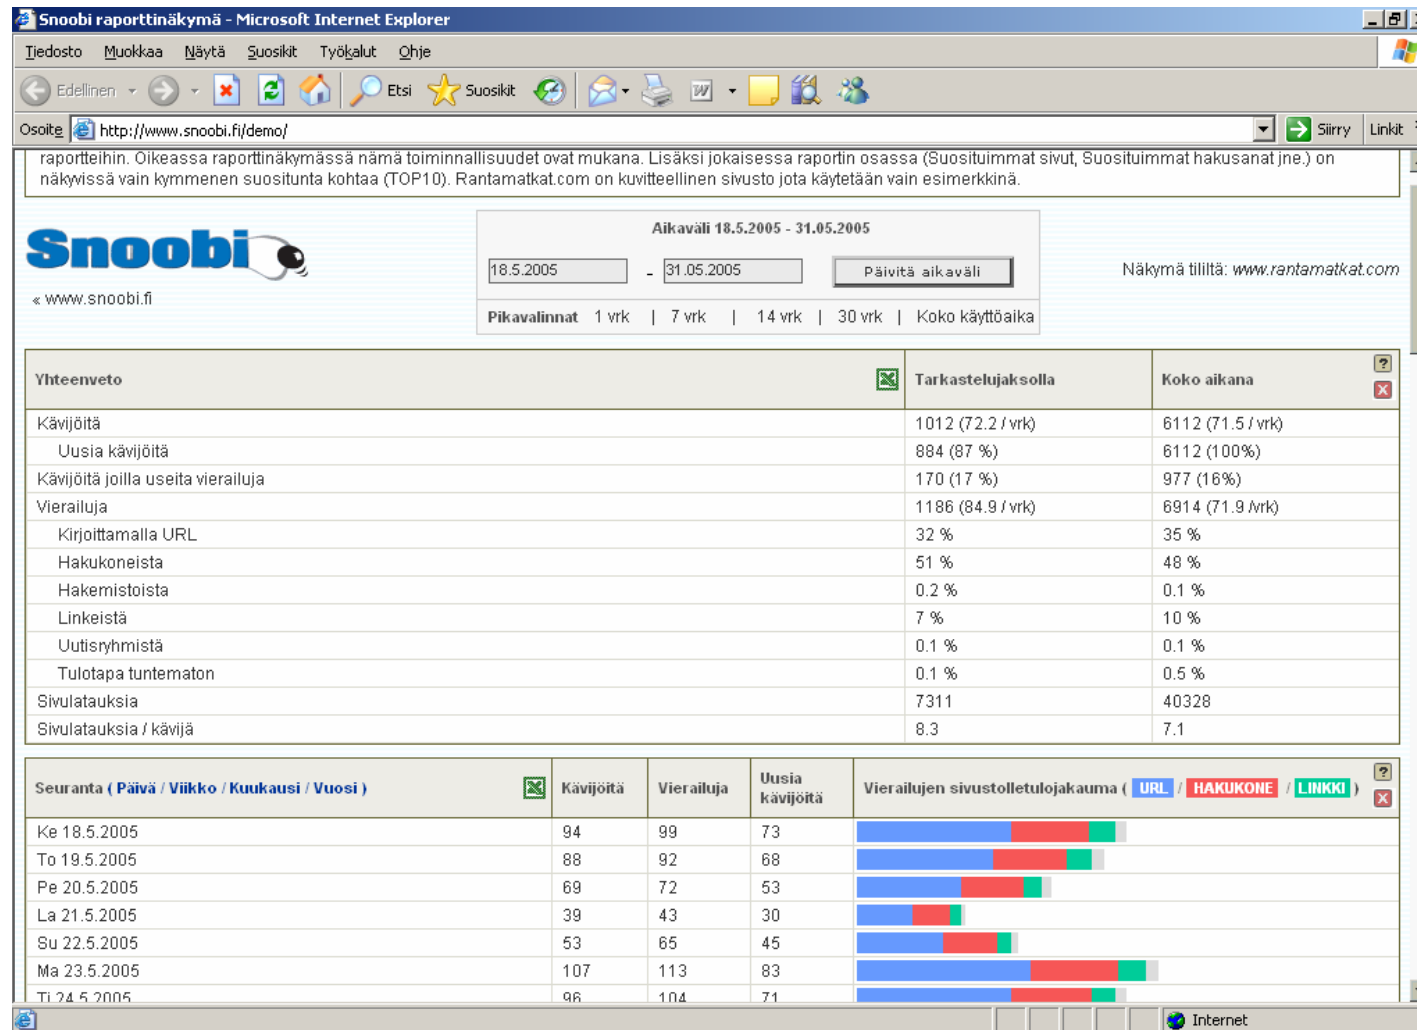 Snoobi raporttinäkymä - Microsoft Internet Explorer
Tiedosto Muokkaa Näytä Suosikit Työkalut Ohje
Edellinen Etsi Suosikit
Osoite http://www.snoobi.fi/demo/ Siirry Linkit
raportteihin. Oikeassa raporttinäkymässä nämä toiminnallisuudet ovat mukana. Lisäksi jokaisessa raportin osassa (Suosituimmat sivut, Suosituimmat hakusanat jne.) on
näkyvissä vain kymmenen suositunta kohtaa (TOP10). Rantamatkat.com on kuvitteellinen sivusto jota käytetään vain esimerkkinä.
Snoobi
« www.snoobi.fi
Aikaväli 18.5.2005 - 31.05.2005
18.5.2005 - 31.05.2005 Päivitä aikaväli
Pikavalinnat 1 vrk | 7 vrk | 14 vrk | 30 vrk | Koko käyttöaika
Näkymä tililtä: www.rantamatkat.com
Yhteenveto Tarkastelujaksolla Koko aikana ?
Kävijöitä 1012 (72.2 / vrk) 6112 (71.5 / vrk)
Uusia kävijöitä 884 (87 %) 6112 (100%)
Kävijöitä joilla useita vierailuja 170 (17 %) 977 (16%)
Vierailuja 1186 (84.9 / vrk) 6914 (71.9 /vrk)
Kirjoittamalla URL 32 % 35 %
Hakukoneista 51 % 48 %
Hakemistoista 0.2 % 0.1 %
Linkeistä 7 % 10 %
Uutisryhmistä 0.1 % 0.1 %
Tulotapa tuntematon 0.1 % 0.5 %
Sivulatauksia 7311 40328
Sivulatauksia / kävijä 8.3 7.1
Seuranta ( Päivä / Viikko / Kuukausi / Vuosi ) Kävijöitä Vierailuja Uusia kävijöitä Vierailujen sivustolletulojakauma ( URL / HAKUKONE / LINKKI ) ?
Ke 18.5.2005 94 99 73
To 19.5.2005 88 92 68
Pe 20.5.2005 69 72 53
La 21.5.2005 39 43 30
Su 22.5.2005 53 65 45
Ma 23.5.2005 107 113 83
Ti 24.5.2005 96 104 71
Internet